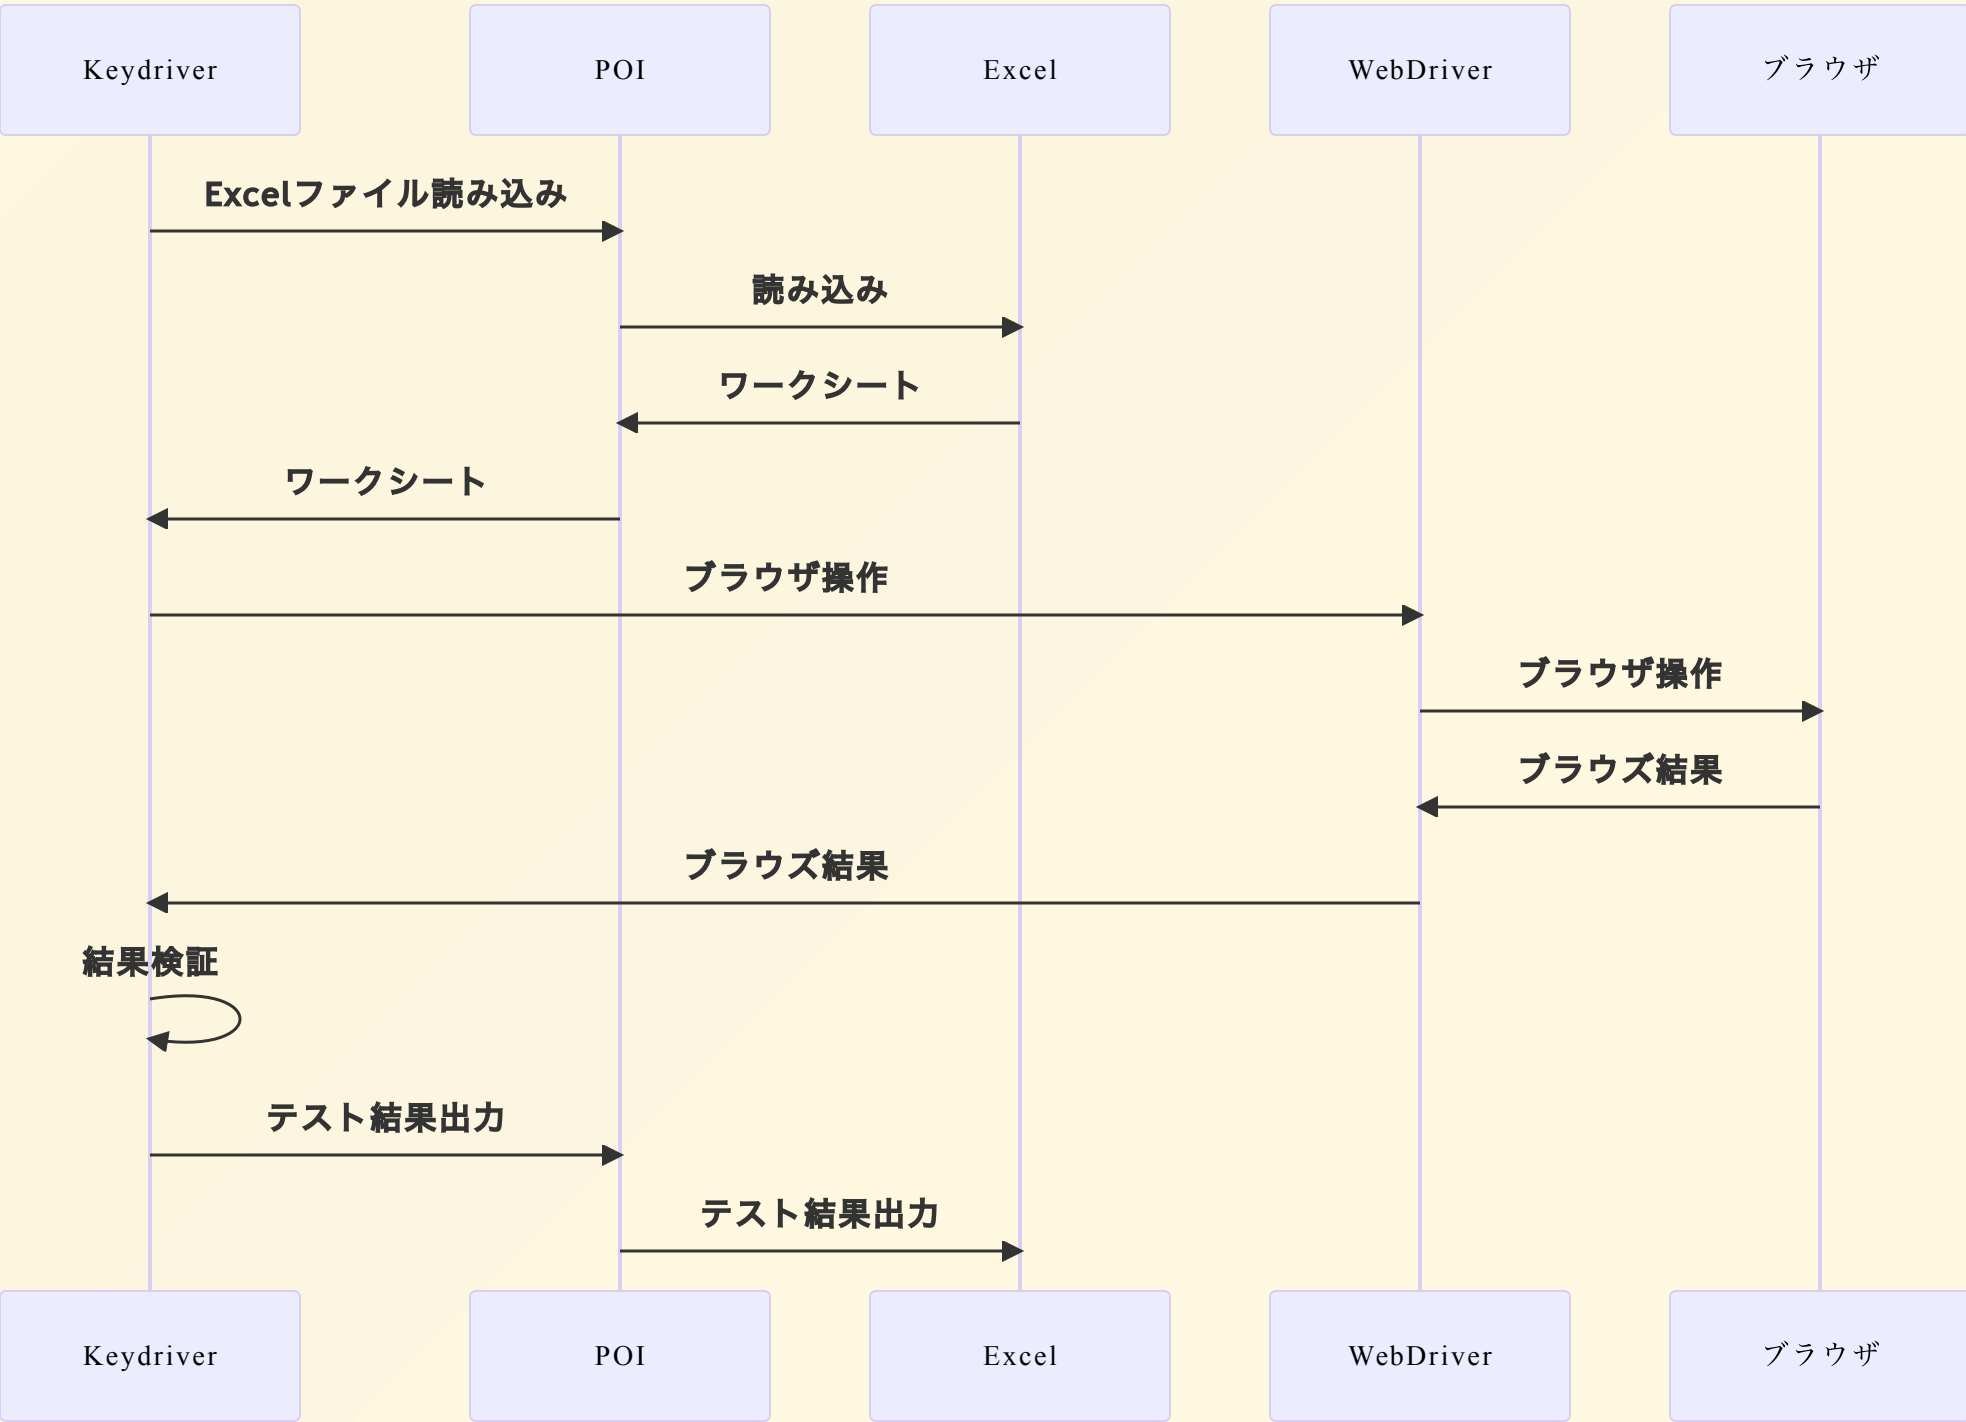 Keydriver
POI
Excel
WebDriver
ブラウザ
Excelファイル読み込み
読み込み
ワークシート
ワークシート
ブラウザ操作
ブラウザ操作
ブラウズ結果
ブラウズ結果
結果検証
テスト結果出力
テスト結果出力
Keydriver
POI
Excel
WebDriver
ブラウザ